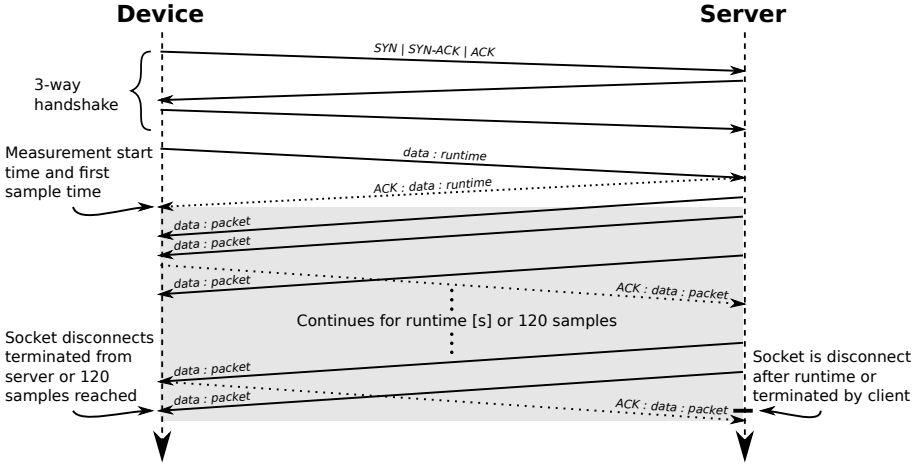 Device
Server
SYN | SYN-ACK | ACK
3-way
handshake
Measurement start
time and first
sample time
data : runtime
ACK : data : runtime
data : packet
data : packet
data : packet
ACK : data : packet
Continues for runtime [s] or 120 samples
Socket disconnects
terminated from
server or 120
samples reached
data : packet
data : packet
ACK : data : packet
Socket is disconnect
after runtime or
terminated by client